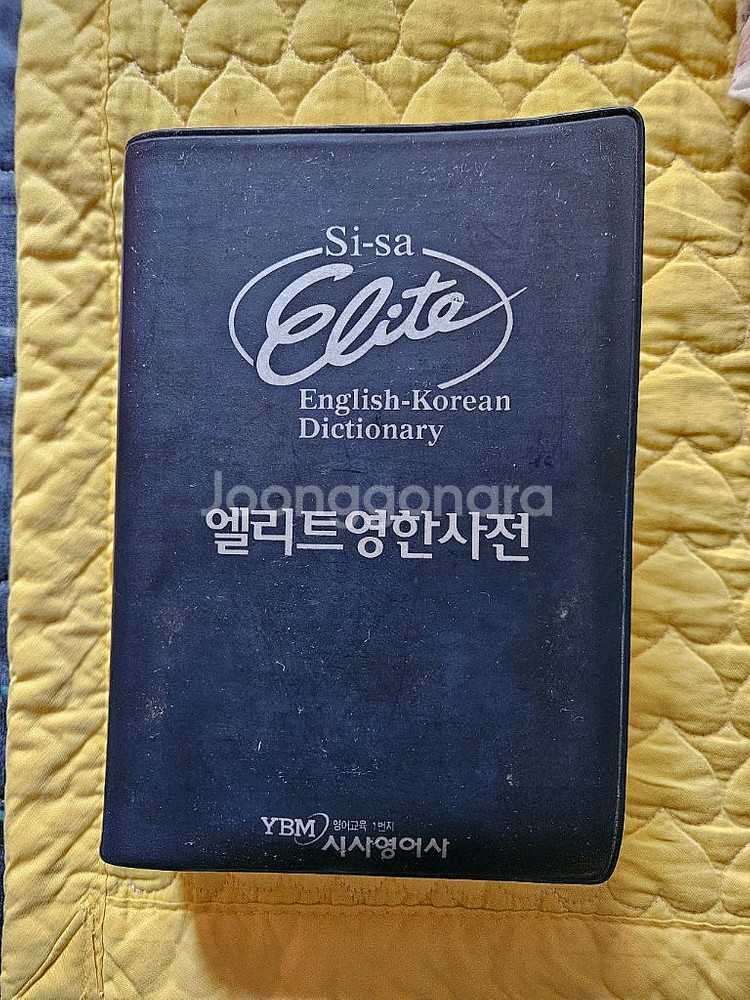 Si-sa
Elite
English-Korean
Dictionary
Joonggonara
엘리트영한사전
YBM 영어교육 1번지
시사영어사